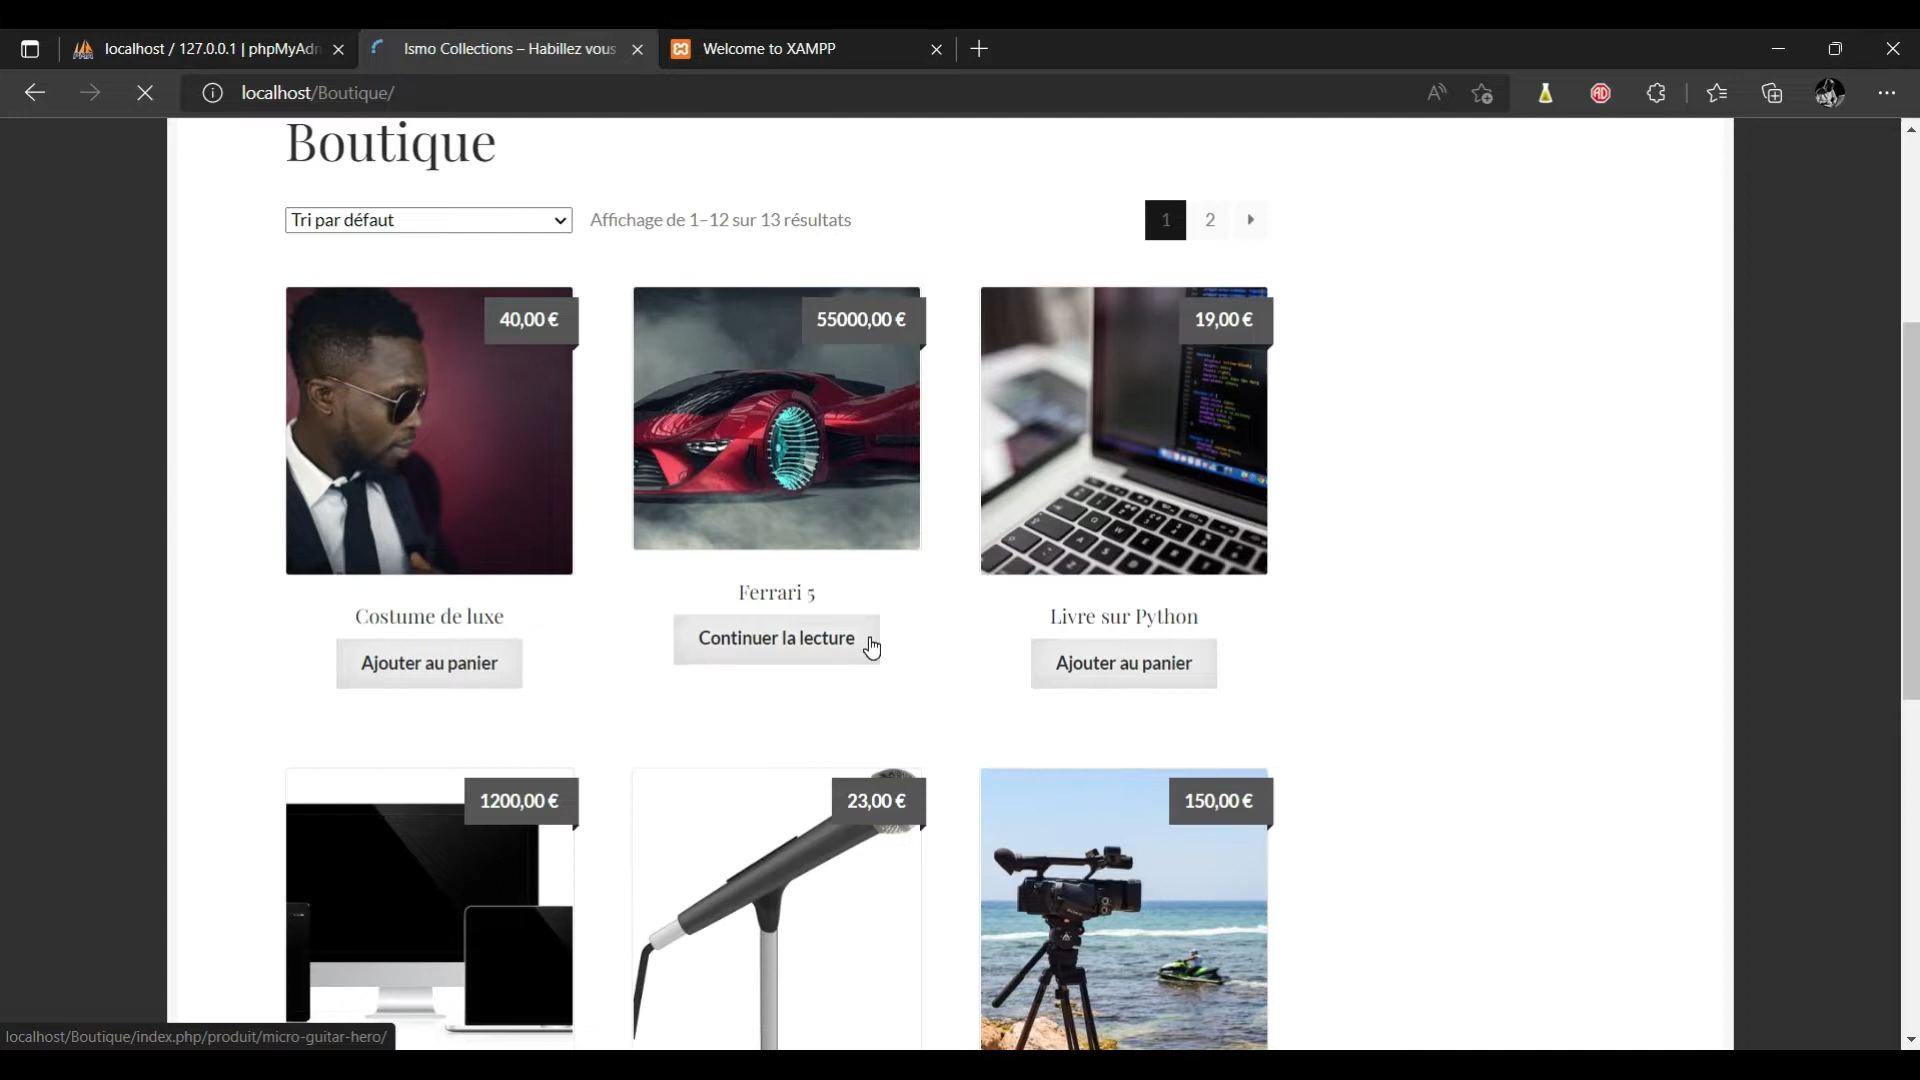 localhost / 127.0.0.1 | phpMyAdn
Ismo Collections – Habillez vous
Welcome to XAMPP
localhost/Boutique/
Boutique
Tri par défaut
Affichage de 1–12 sur 13 résultats
1
2
40,00 €
55000,00 €
19,00 €
Costume de luxe
Ferrari 5
Livre sur Python
Ajouter au panier
Continuer la lecture
Ajouter au panier
1200,00 €
23,00 €
150,00 €
localhost/Boutique/index.php/produit/micro-guitar-hero/